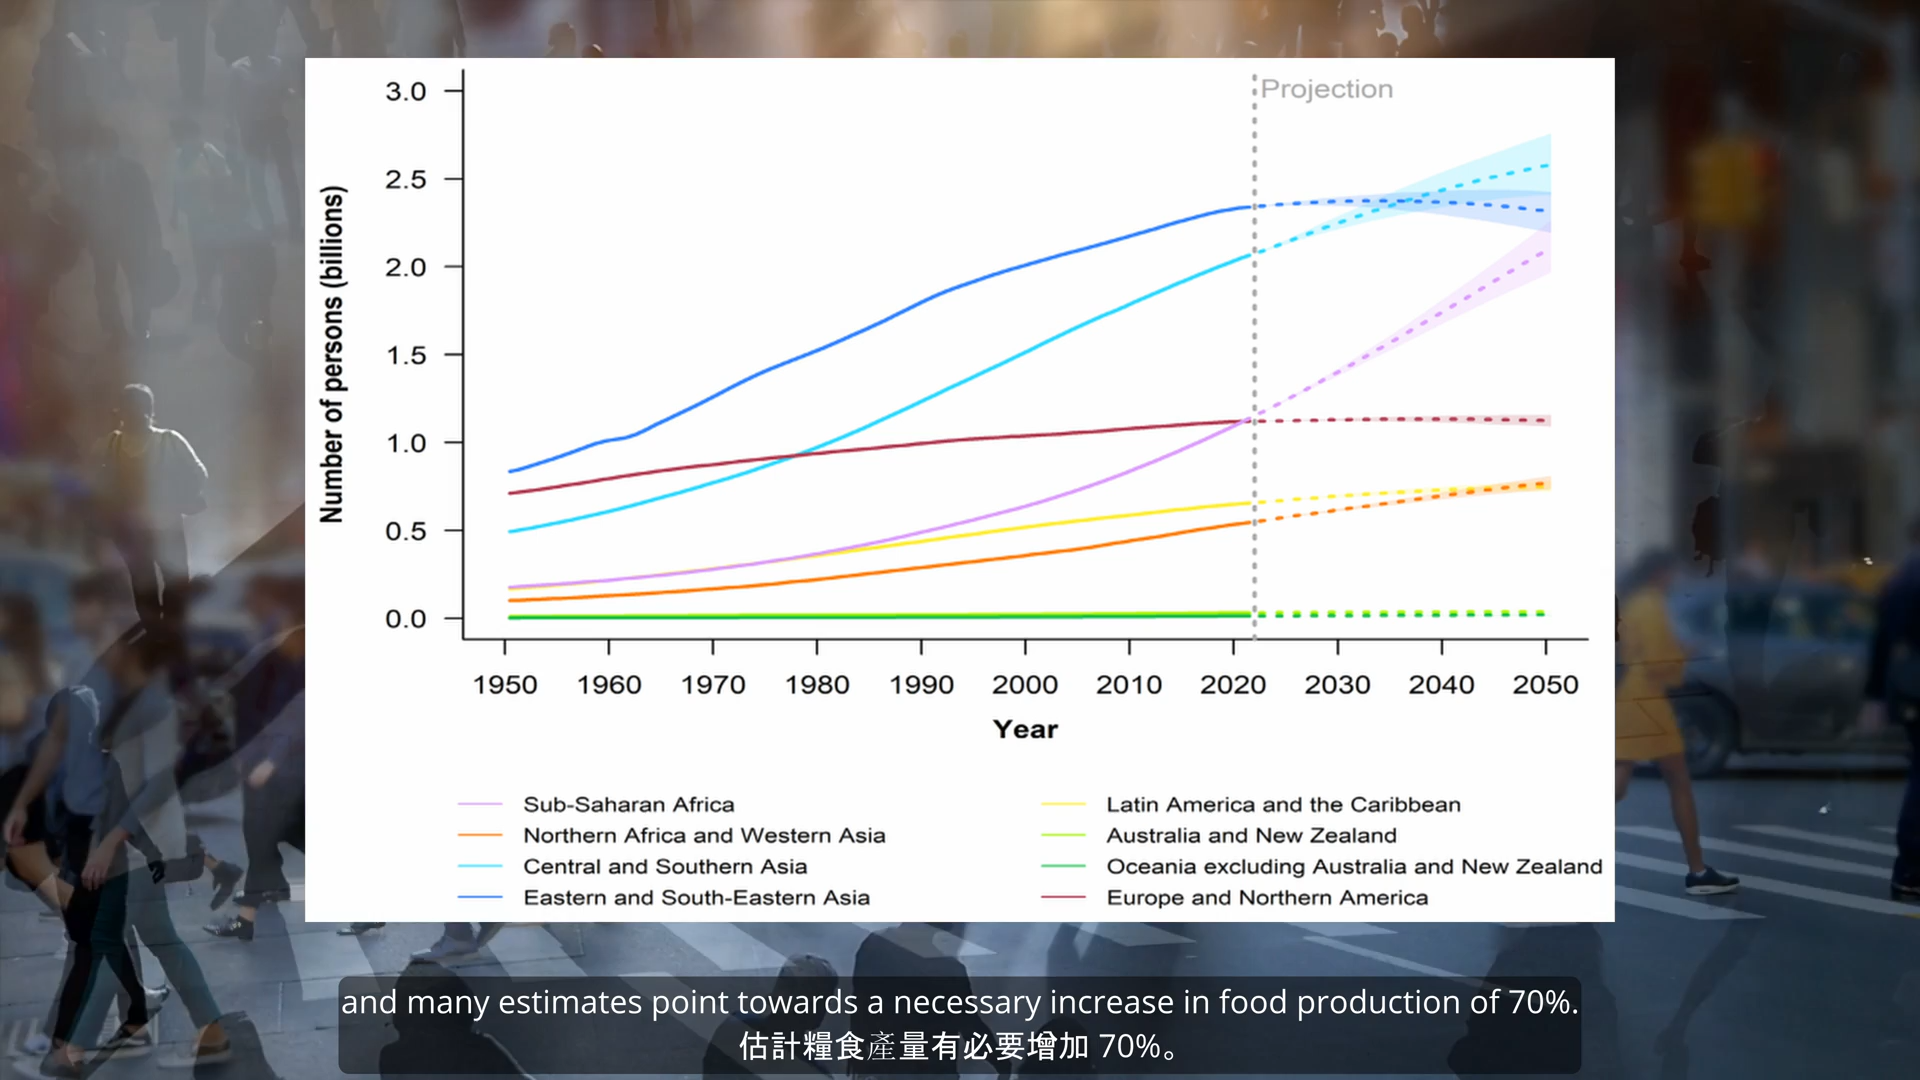 Projection
3.0
2.5
2.0
1.5
1.0
0.5
0.0
Number of persons (billions)
1950 1960 1970 1980 1990 2000 2010 2020 2030 2040 2050
Year
Sub-Saharan Africa
Northern Africa and Western Asia
Central and Southern Asia
Eastern and South-Eastern Asia
Latin America and the Caribbean
Australia and New Zealand
Oceania excluding Australia and New Zealand
Europe and Northern America
and many estimates point towards a necessary increase in food production of 70%.
估計糧食產量有必要增加 70%。